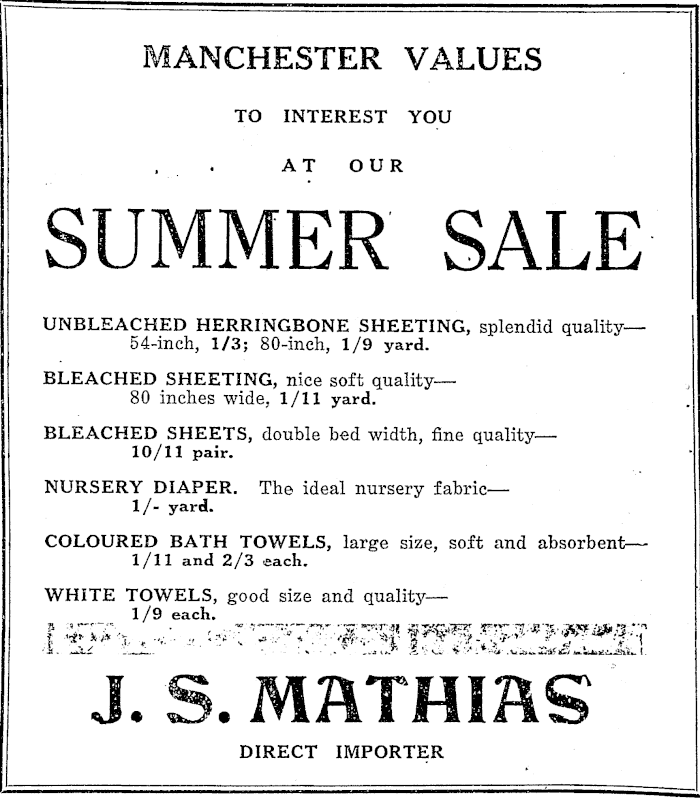 MANCHESTER VALUES
TO INTEREST YOU
AT OUR
SUMMER SALE
UNBLEACHED HERRINGBONE SHEETING, splendid quality—
54-inch, 1/3; 80-inch, 1/9 yard.
BLEACHED SHEETING, nice soft quality—
80 inches wide, 1/11 yard.
BLEACHED SHEETS, double bed width, fine quality—
10/11 pair.
NURSERY DIAPER. The ideal nursery fabric—
1/- yard.
COLOURED BATH TOWELS, large size, soft and absorbent—
1/11 and 2/3 each.
WHITE TOWELS, good size and quality—
1/9 each.
J. S. MATHIAS
DIRECT IMPORTER